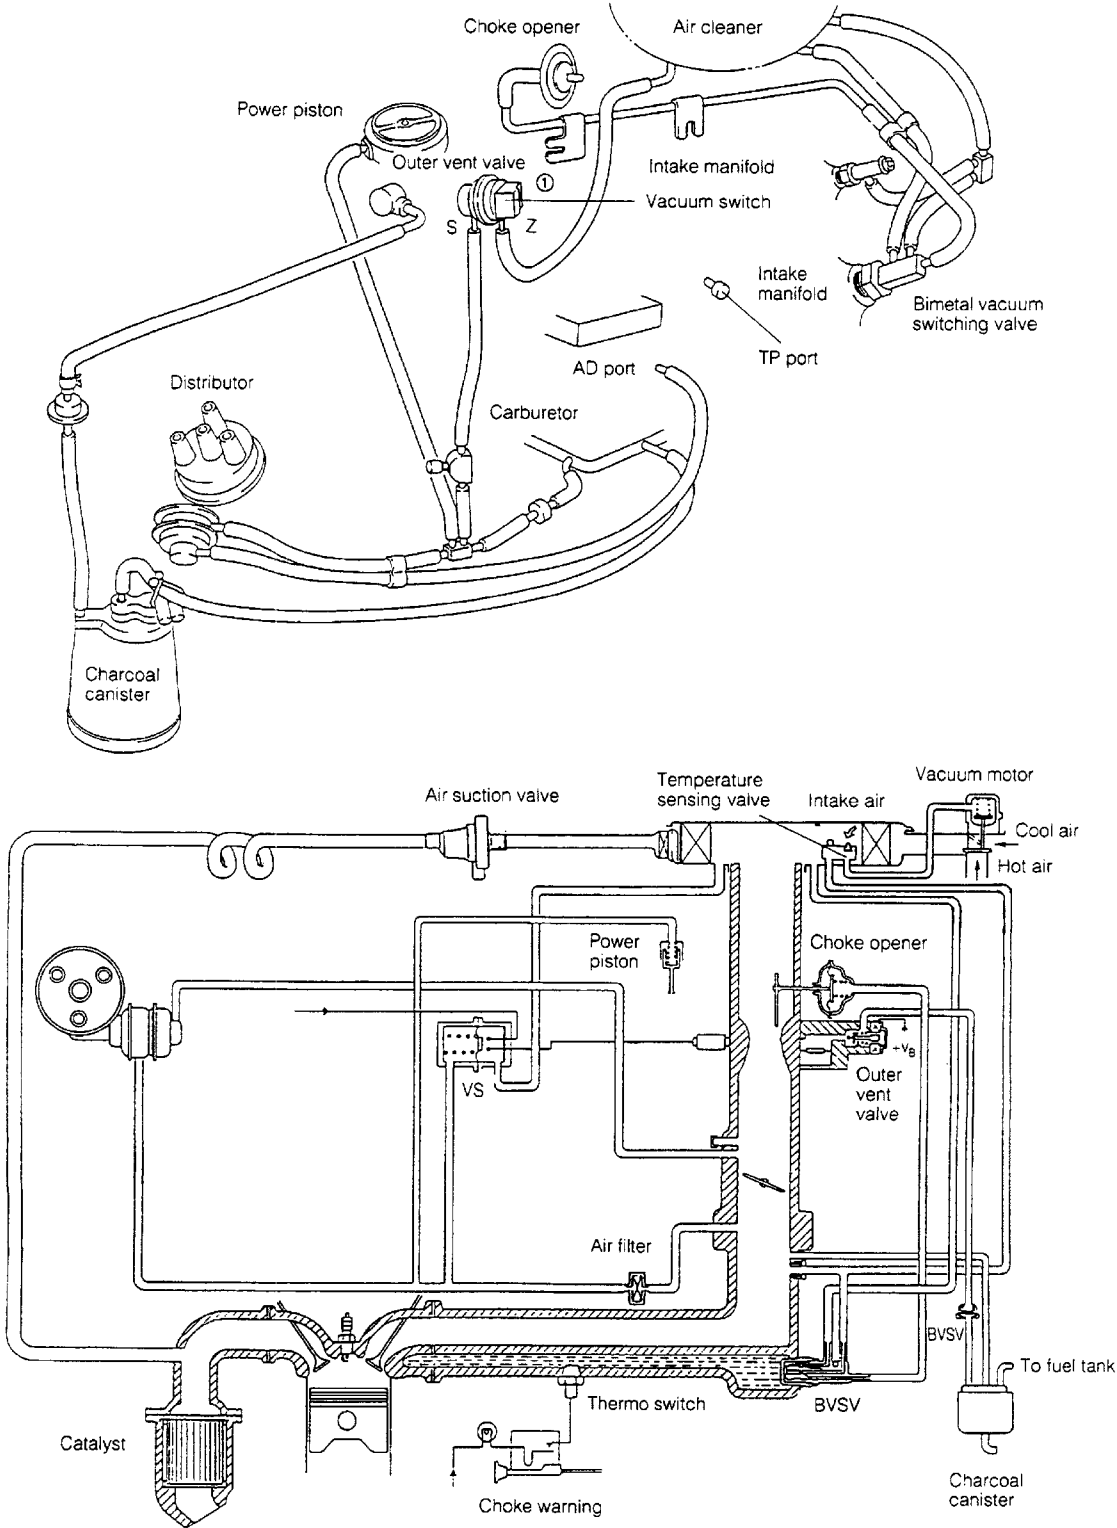 Choke opener
Air cleaner
Power piston
Outer vent valve
①
Intake manifold
Vacuum switch
S
Z
Intake
manifold
Bimetal vacuum
switching valve
TP port
AD port
Distributor
Carburetor
Charcoal
canister
Air suction valve
Temperature
sensing valve
Intake air
Vacuum motor
Cool air
Hot air
Power
piston
Choke opener
+VB
VS
Outer
vent
valve
Air filter
BVSV
To fuel tank
Thermo switch
BVSV
Catalyst
Choke warning
Charcoal
canister